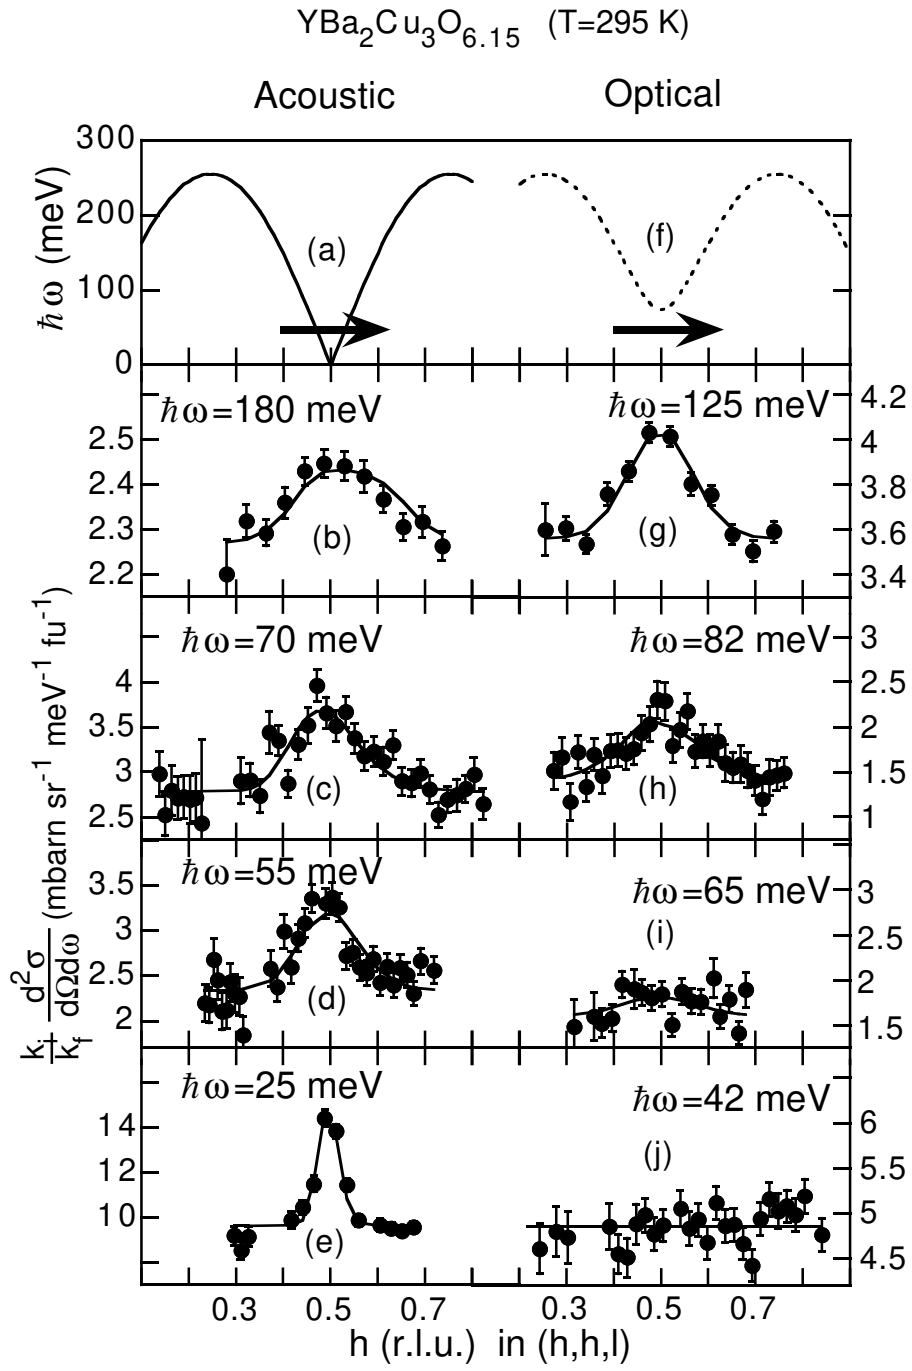 YBa₂Cu₃O₆.₁₅ (T=295 K)
Acoustic Optical
300
200
100
0
ħω (meV)
(a) (f)
ħω=180 meV ħω=125 meV
2.5
2.4
2.3
2.2
(b) (g)
4.2
4
3.8
3.6
3.4
ħω=70 meV ħω=82 meV
4
3.5
3
2.5
(c) (h)
3
2.5
2
1.5
1
ħω=55 meV ħω=65 meV
3.5
3
2.5
2
(d) (i)
3
2.5
2
1.5
ħω=25 meV ħω=42 meV
14
12
10
(e) (j)
6
5.5
5
4.5
kᵢ/k_f d²σ/dΩdω (mbarn sr⁻¹ meV⁻¹ fu⁻¹)
0.3 0.5 0.7 0.3 0.5 0.7
h (r.l.u.) in (h,h,l)